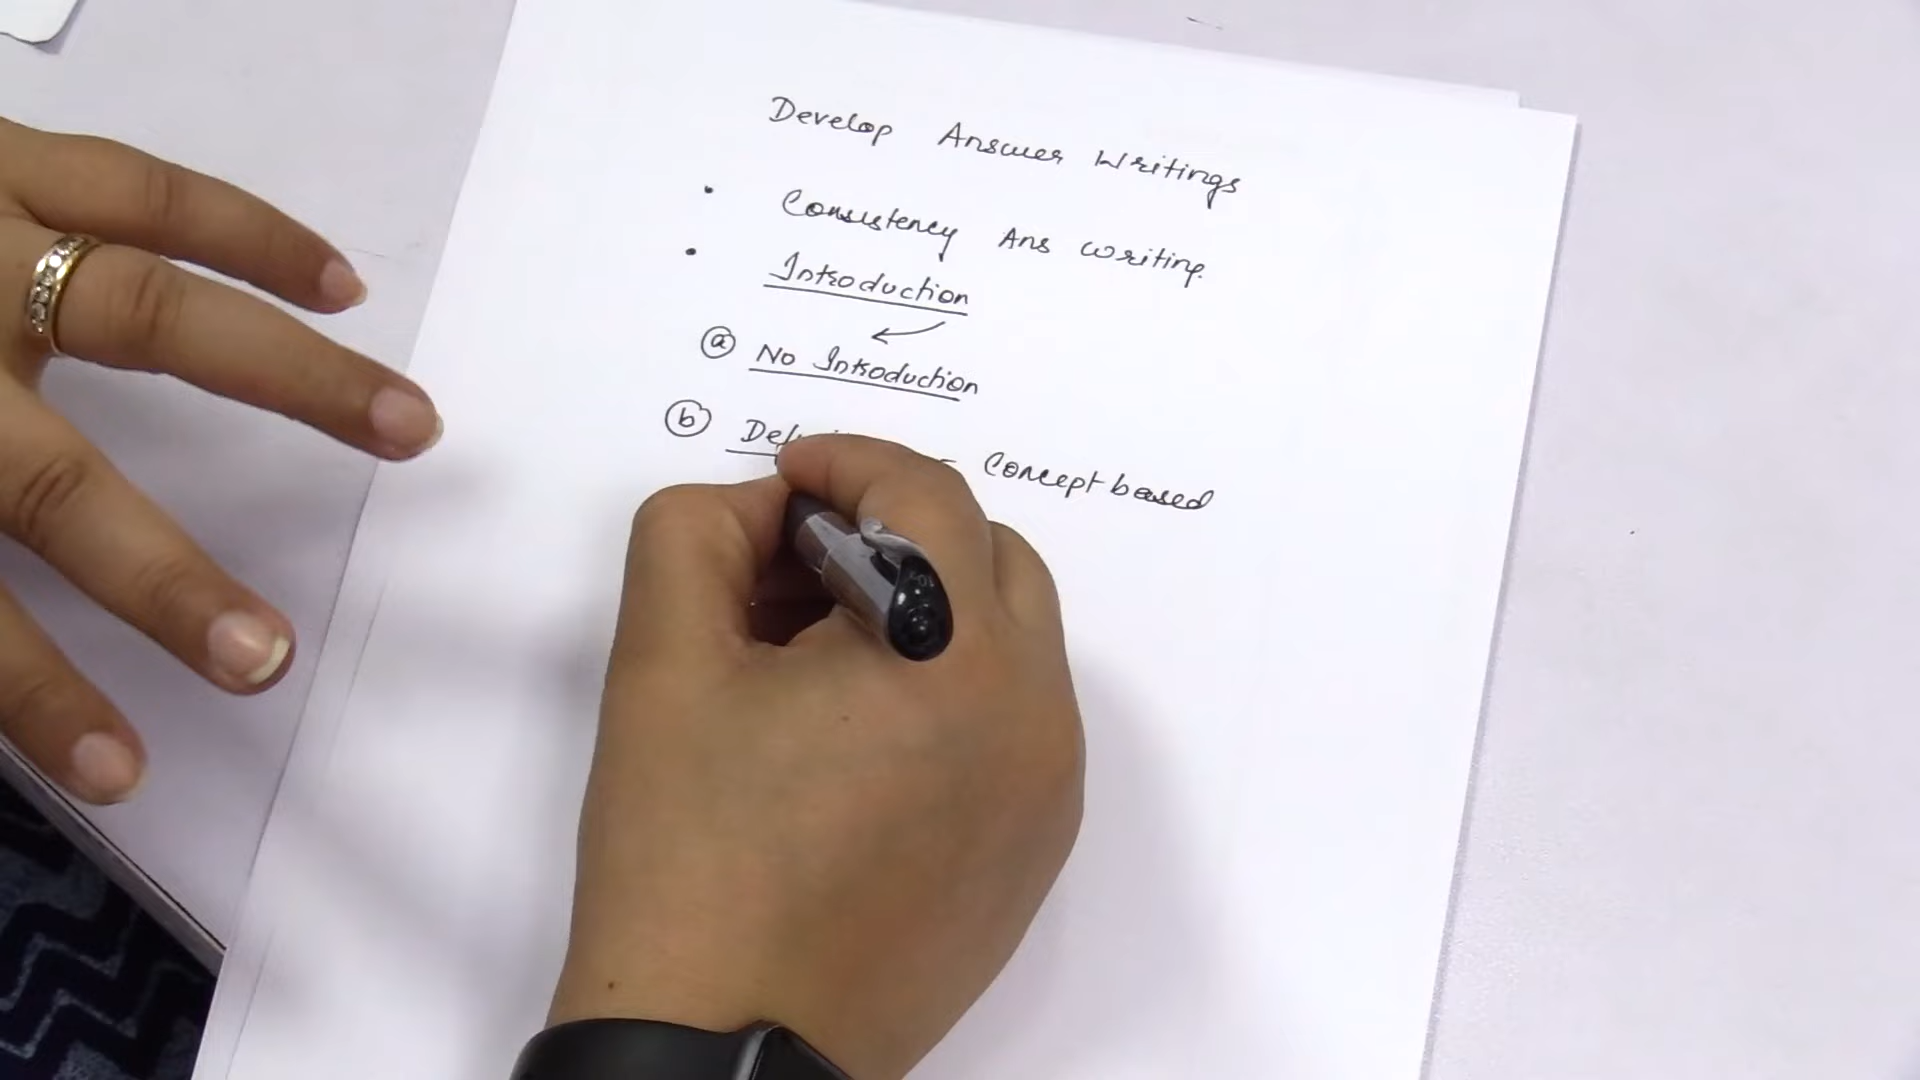 Develop Answer Writings
• Consistency Ans writing.
• Introduction
ⓐ No Introduction
ⓑ - Concept based